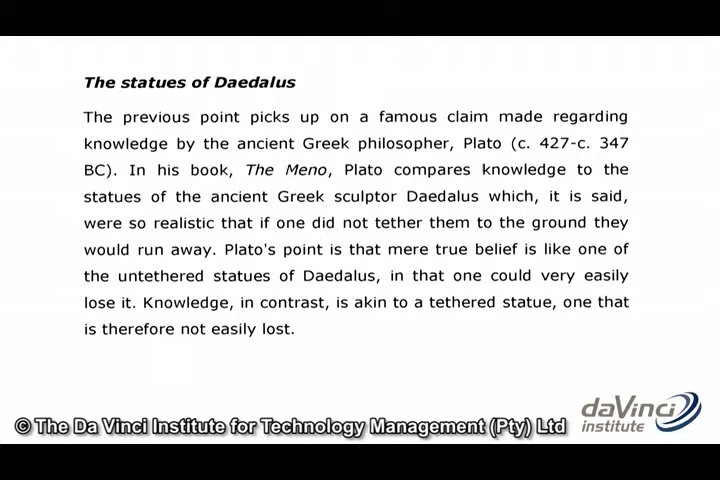 The statues of Daedalus
The previous point picks up on a famous claim made regarding
knowledge by the ancient Greek philosopher, Plato (c. 427-c. 347
BC). In his book, The Meno, Plato compares knowledge to the
statues of the ancient Greek sculptor Daedalus which, it is said,
were so realistic that if one did not tether them to the ground they
would run away. Plato's point is that mere true belief is like one of
the untethered statues of Daedalus, in that one could very easily
lose it. Knowledge, in contrast, is akin to a tethered statue, one that
is therefore not easily lost.
© The Da Vinci Institute for Technology Management (Pty) Ltd
daVinci
institute